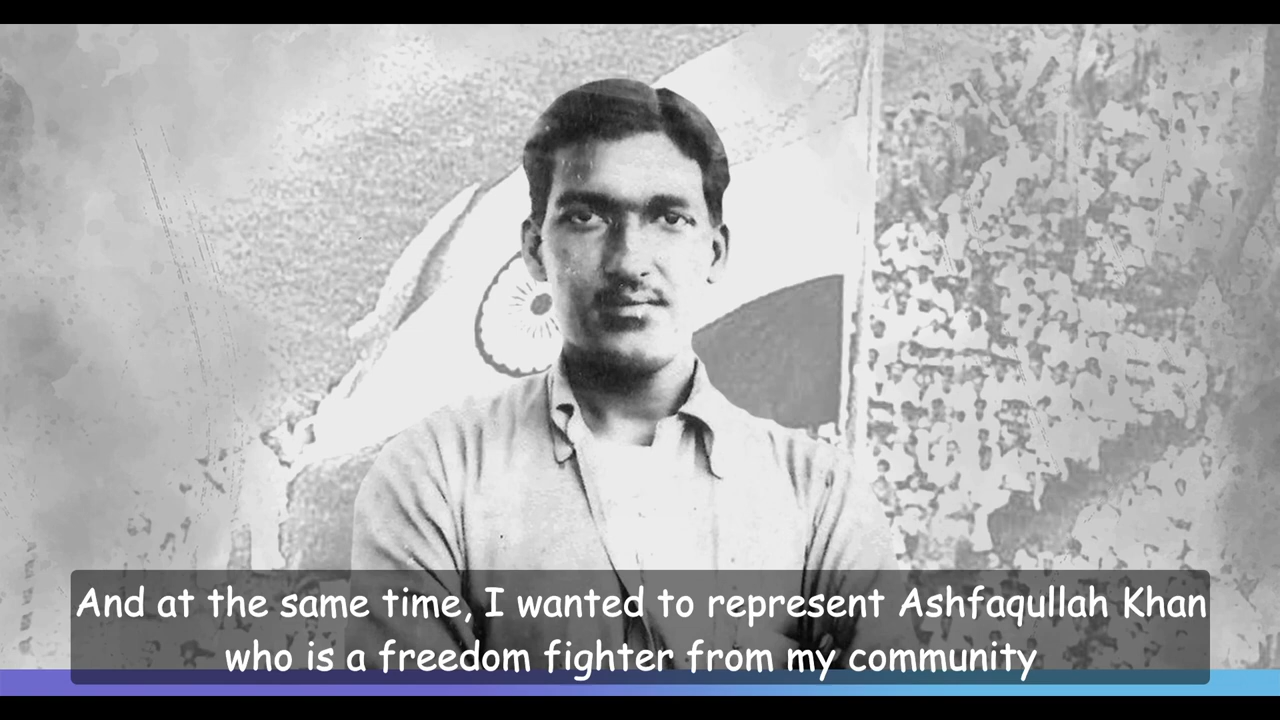 And at the same time, I wanted to represent Ashfaqullah Khan
who is a freedom fighter from my community